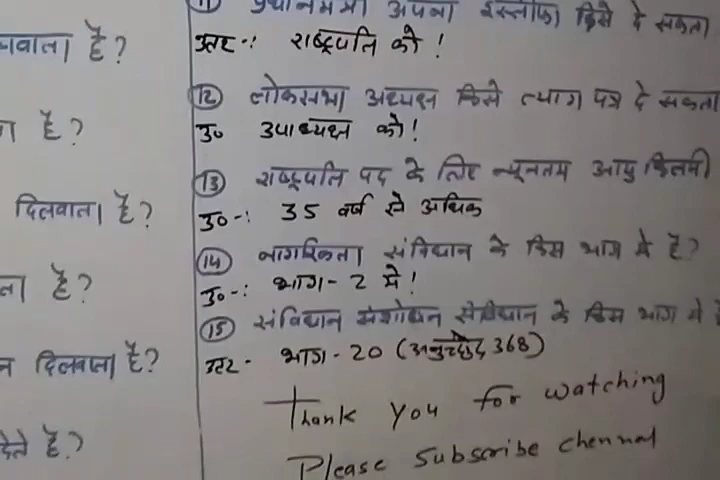 है?
है?
दिलवाता है?
है?
दिलवाता है?
देते है?
11 प्रधानमंत्री अपना इस्तीफा किसे दे सकता
उत्तर -: राष्ट्रपति को!
12 लोकसभा अध्यक्ष किसे त्याग पत्र दे सकता
उ० उपाध्यक्ष को!
13 राष्ट्रपति पद के लिए न्यूनतम आयु कितनी
उ० -: 35 वर्ष से अधिक
14 नागरिकता संविधान के किस भाग मे है?
उ० -: भाग - 2 मे!
15 संविधान संशोधन संविधान के किस भाग मे
उत्तर - भाग - 20 (अनुच्छेद 368)
Thank you for watching
Please subscribe chennal